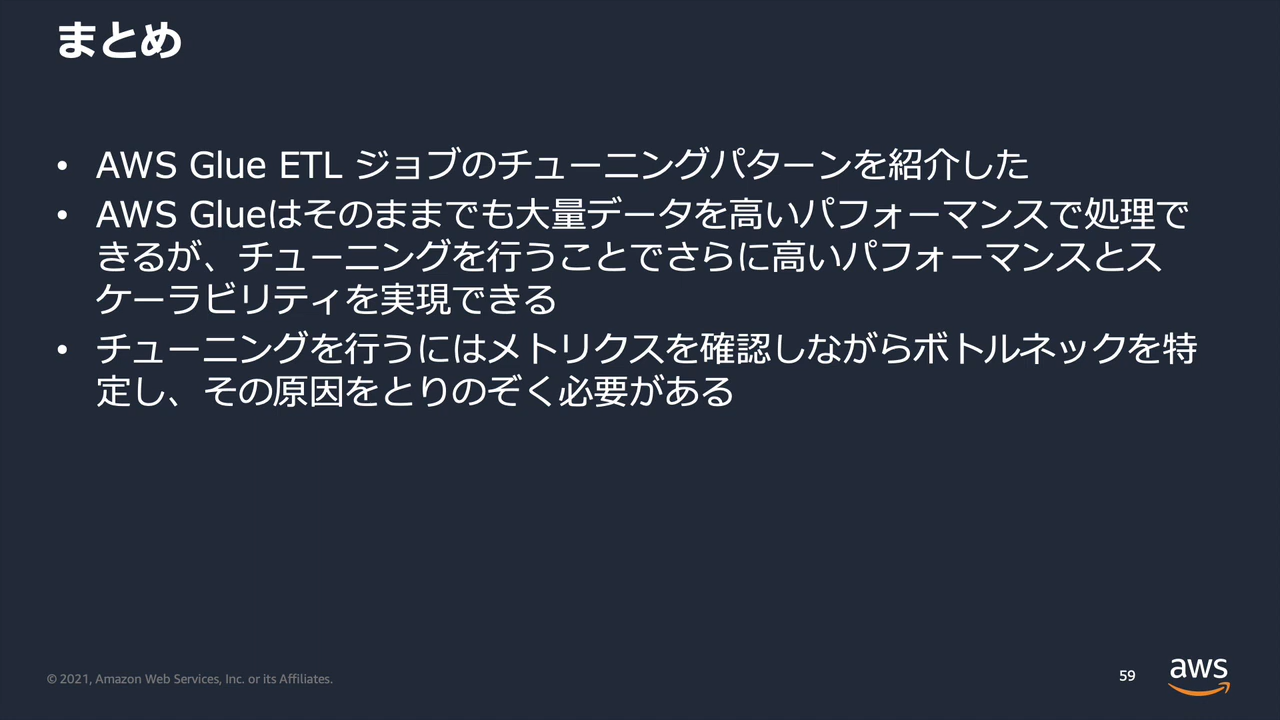 まとめ
• AWS Glue ETL ジョブのチューニングパターンを紹介した
• AWS Glueはそのままでも大量データを高いパフォーマンスで処理で
きるが、チューニングを行うことでさらに高いパフォーマンスとス
ケーラビリティを実現できる
• チューニングを行うにはメトリクスを確認しながらボトルネックを特
定し、その原因をとりのぞく必要がある
© 2021, Amazon Web Services, Inc. or its Affiliates.
59
aws